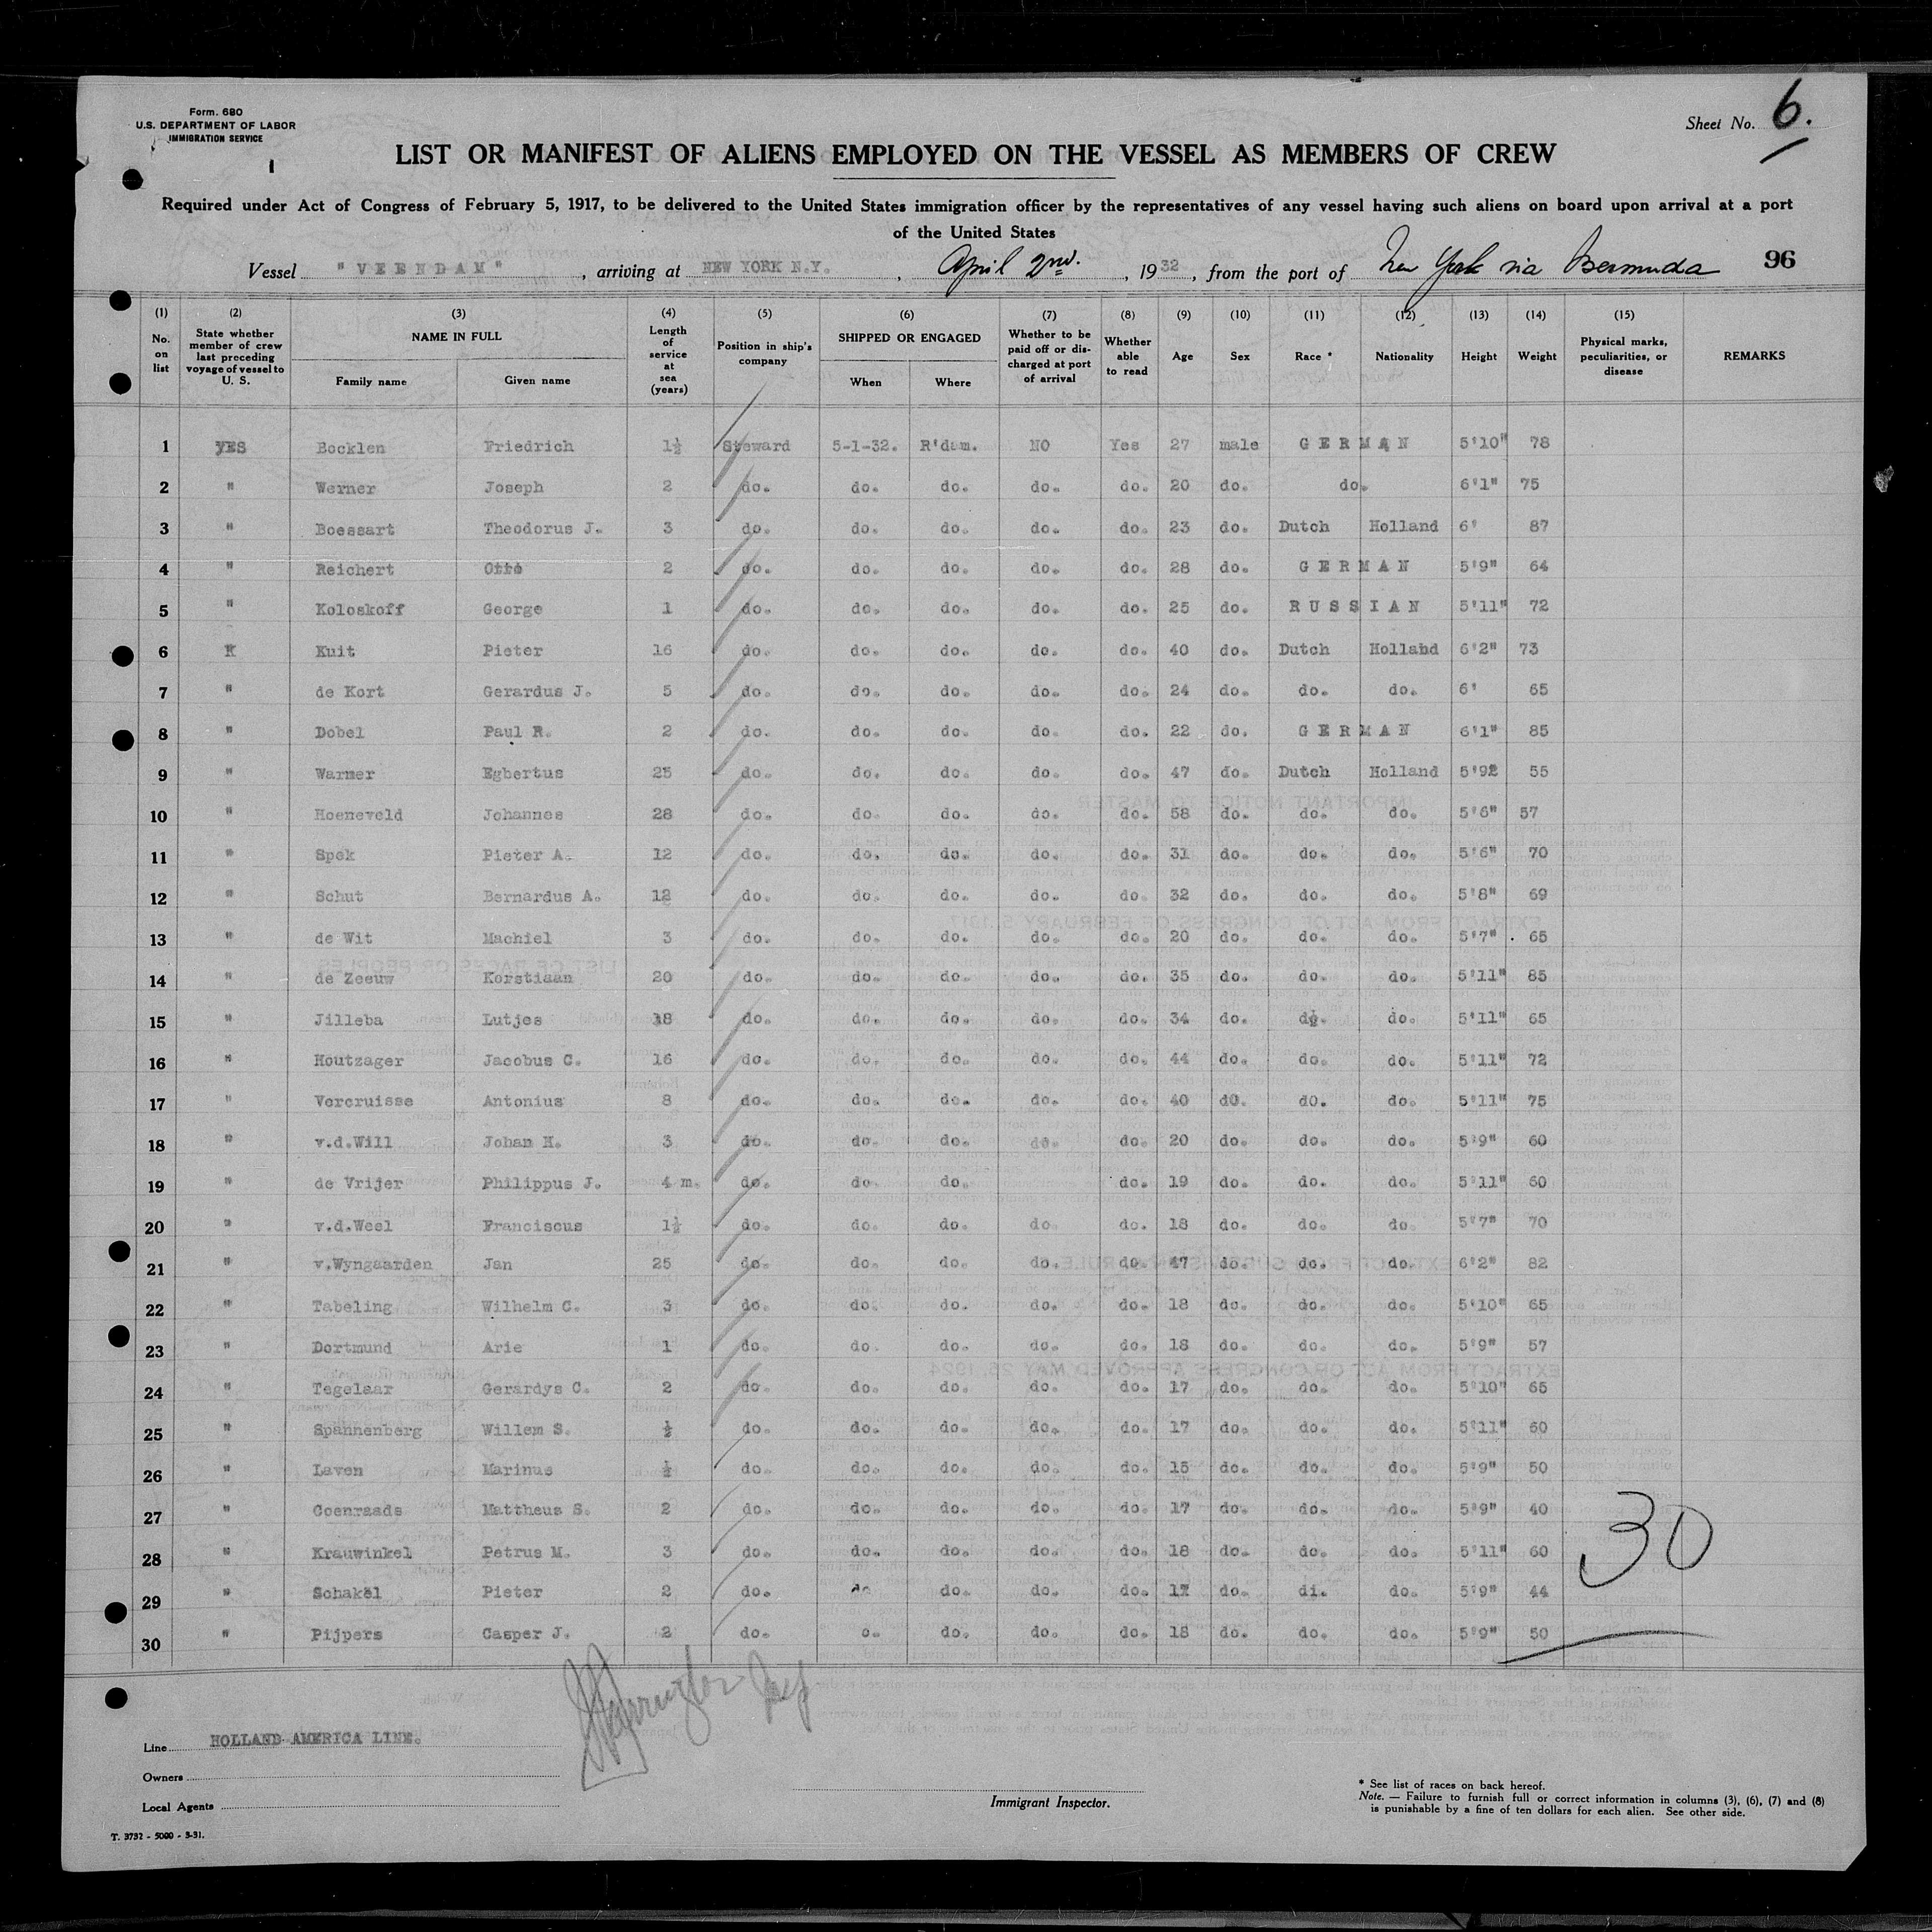 Form. 680
U.S. DEPARTMENT OF LABOR
IMMIGRATION SERVICE
Sheet No. 6.
LIST OR MANIFEST OF ALIENS EMPLOYED ON THE VESSEL AS MEMBERS OF CREW
Required under Act of Congress of February 5, 1917, to be delivered to the United States immigration officer by the representatives of any vessel having such aliens on board upon arrival at a port
of the United States
Vessel "VEENDAM", arriving at NEW YORK N.Y., April 2nd., 1932, from the port of New York via Bermuda 96
(1) (2) (3) (4) (5) (6) (7) (8) (9) (10) (11) (12) (13) (14) (15)
No. on list State whether member of crew last preceding voyage of vessel to U. S. NAME IN FULL Family name Given name Length of service at sea (years) Position in ship's company SHIPPED OR ENGAGED When Where Whether to be paid off or discharged at port of arrival Whether able to read Age Sex Race * Nationality Height Weight Physical marks, peculiarities, or disease REMARKS
1 YES Bocklen Friedrich 1½ Steward 5-1-32. R'dam. NO Yes 27 male GERMAN 5'10" 78
2 " Werner Joseph 2 do. do. do. do. do. 20 do. do. 6'1" 75
3 " Boessart Theodorus J. 3 do. do. do. do. do. 23 do. Dutch Holland 6' 87
4 " Reichert Otto 2 do. do. do. do. do. 28 do. GERMAN 5'9" 64
5 " Koloskoff George 1 do. do. do. do. do. 25 do. RUSSIAN 5'11" 72
6 Kuit Pieter 16 do. do. do. do. do. 40 do. Dutch Holland 6'2" 73
7 " de Kort Gerardus J. 5 do. do. do. do. do. 24 do. do. do. 6' 65
8 " Dobel Paul R. 2 do. do. do. do. do. 22 do. GERMAN 6'1" 85
9 " Warmer Egbertus 25 do. do. do. do. do. 47 do. Dutch Holland 5'9 55
10 " Hoeneveld Johannes 28 do. do. do. do. do. 58 do. do. do. 5'6" 57
11 " Spek Pieter A. 12 do. do. do. do. do. 31 do. do. do. 5'6" 70
12 " Schut Bernardus A. 12 do. do. do. do. do. 32 do. do. do. 5'8" 69
13 " de Wit Machiel 3 do. do. do. do. do. 20 do. do. do. 5'7" 65
14 " de Zeeuw Korstiaan 20 do. do. do. do. do. 35 do. do. do. 5'11" 85
15 " Jilleba Lutjes 18 do. do. do. do. do. 34 do. do. do. 5'11" 65
16 " Houtzager Jacobus C. 16 do. do. do. do. do. 44 do. do. do. 5'11" 72
17 " Vercruisse Antonius 8 do. do. do. do. do. 40 do. do. do. 5'11" 75
18 " v.d.Will Johan H. 3 do. do. do. do. do. 20 do. do. do. 5'9" 60
19 " de Vrijer Philippus J. 4 m. do. do. do. do. 19 do. do. do. 5'11" 60
20 " v.d.Weel Franciscus 1½ do. do. do. do. do. 18 do. do. do. 5'7" 70
21 " v.Wyngaarden Jan 25 do. do. do. do. do. 47 do. do. do. 6'2" 82
22 " Tabeling Wilhelm C. 3 do. do. do. do. do. 18 do. do. do. 5'10" 65
23 " Dortmund Arie 1 do. do. do. do. do. 18 do. do. do. 5'9" 57
24 " Tegelaar Gerardys C. 2 do. do. do. do. do. 17 do. do. do. 5'10" 65
25 " Spannenberg Willem S. ½ do. do. do. do. do. 17 do. do. do. 5'11" 60
26 " Laven Marinus ½ do. do. do. do. do. 15 do. do. do. 5'9" 50
27 " Coenraads Mattheus S. 2 do. do. do. do. do. 17 do. do. do. 5'9" 40
28 " Krauwinkel Petrus M. 3 do. do. do. do. do. 18 do. do. do. 5'11" 60
29 " Schakel Pieter 2 do. do do. do. do. 17 do. di. do. 5'9" 44
30 " Pijpers Casper J. 2 do. o. do. do. do. 18 do. do. do. 5'9" 50
30
Line HOLLAND AMERICA LINE.
Owners
Local Agents
Immigrant Inspector.
* See list of races on back hereof.
Note. — Failure to furnish full or correct information in columns (3), (6), (7) and (8)
is punishable by a fine of ten dollars for each alien. See other side.
T. 3732 - 5000 - 3-31.